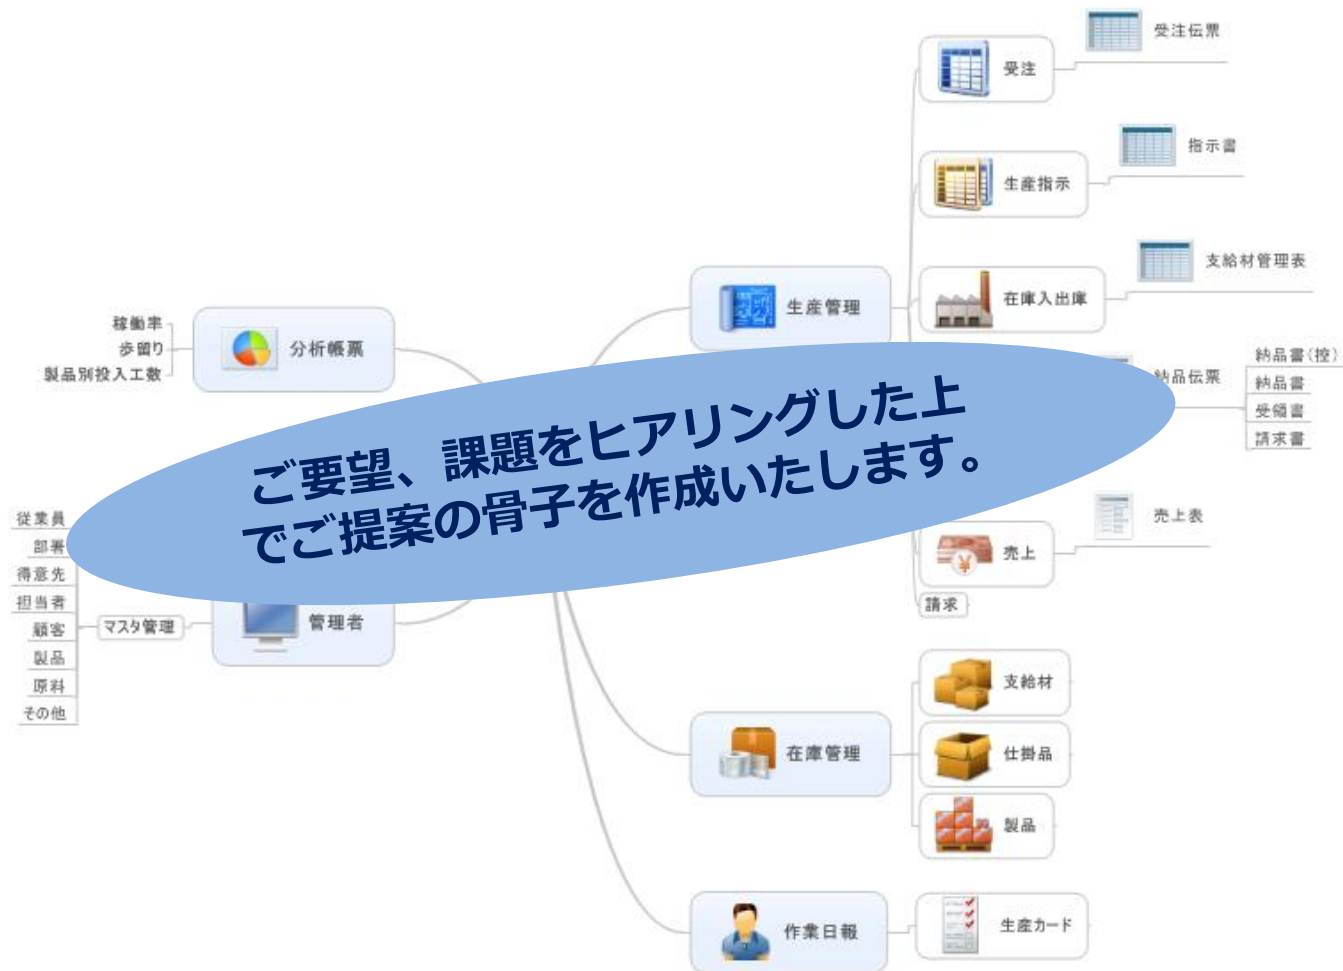 受注
受注伝票
生産指示
指示書
在庫入出庫
支給材管理表
生産管理
納品伝票
納品書(控)
納品書
受領書
請求書
売上
売上表
請求
分析帳票
稼働率
歩留り
製品別投入工数
ご要望、課題をヒアリングした上
でご提案の骨子を作成いたします。
管理者
マスタ管理
従業員
部署
得意先
担当者
顧客
製品
原料
その他
在庫管理
支給材
仕掛品
製品
作業日報
生産カード